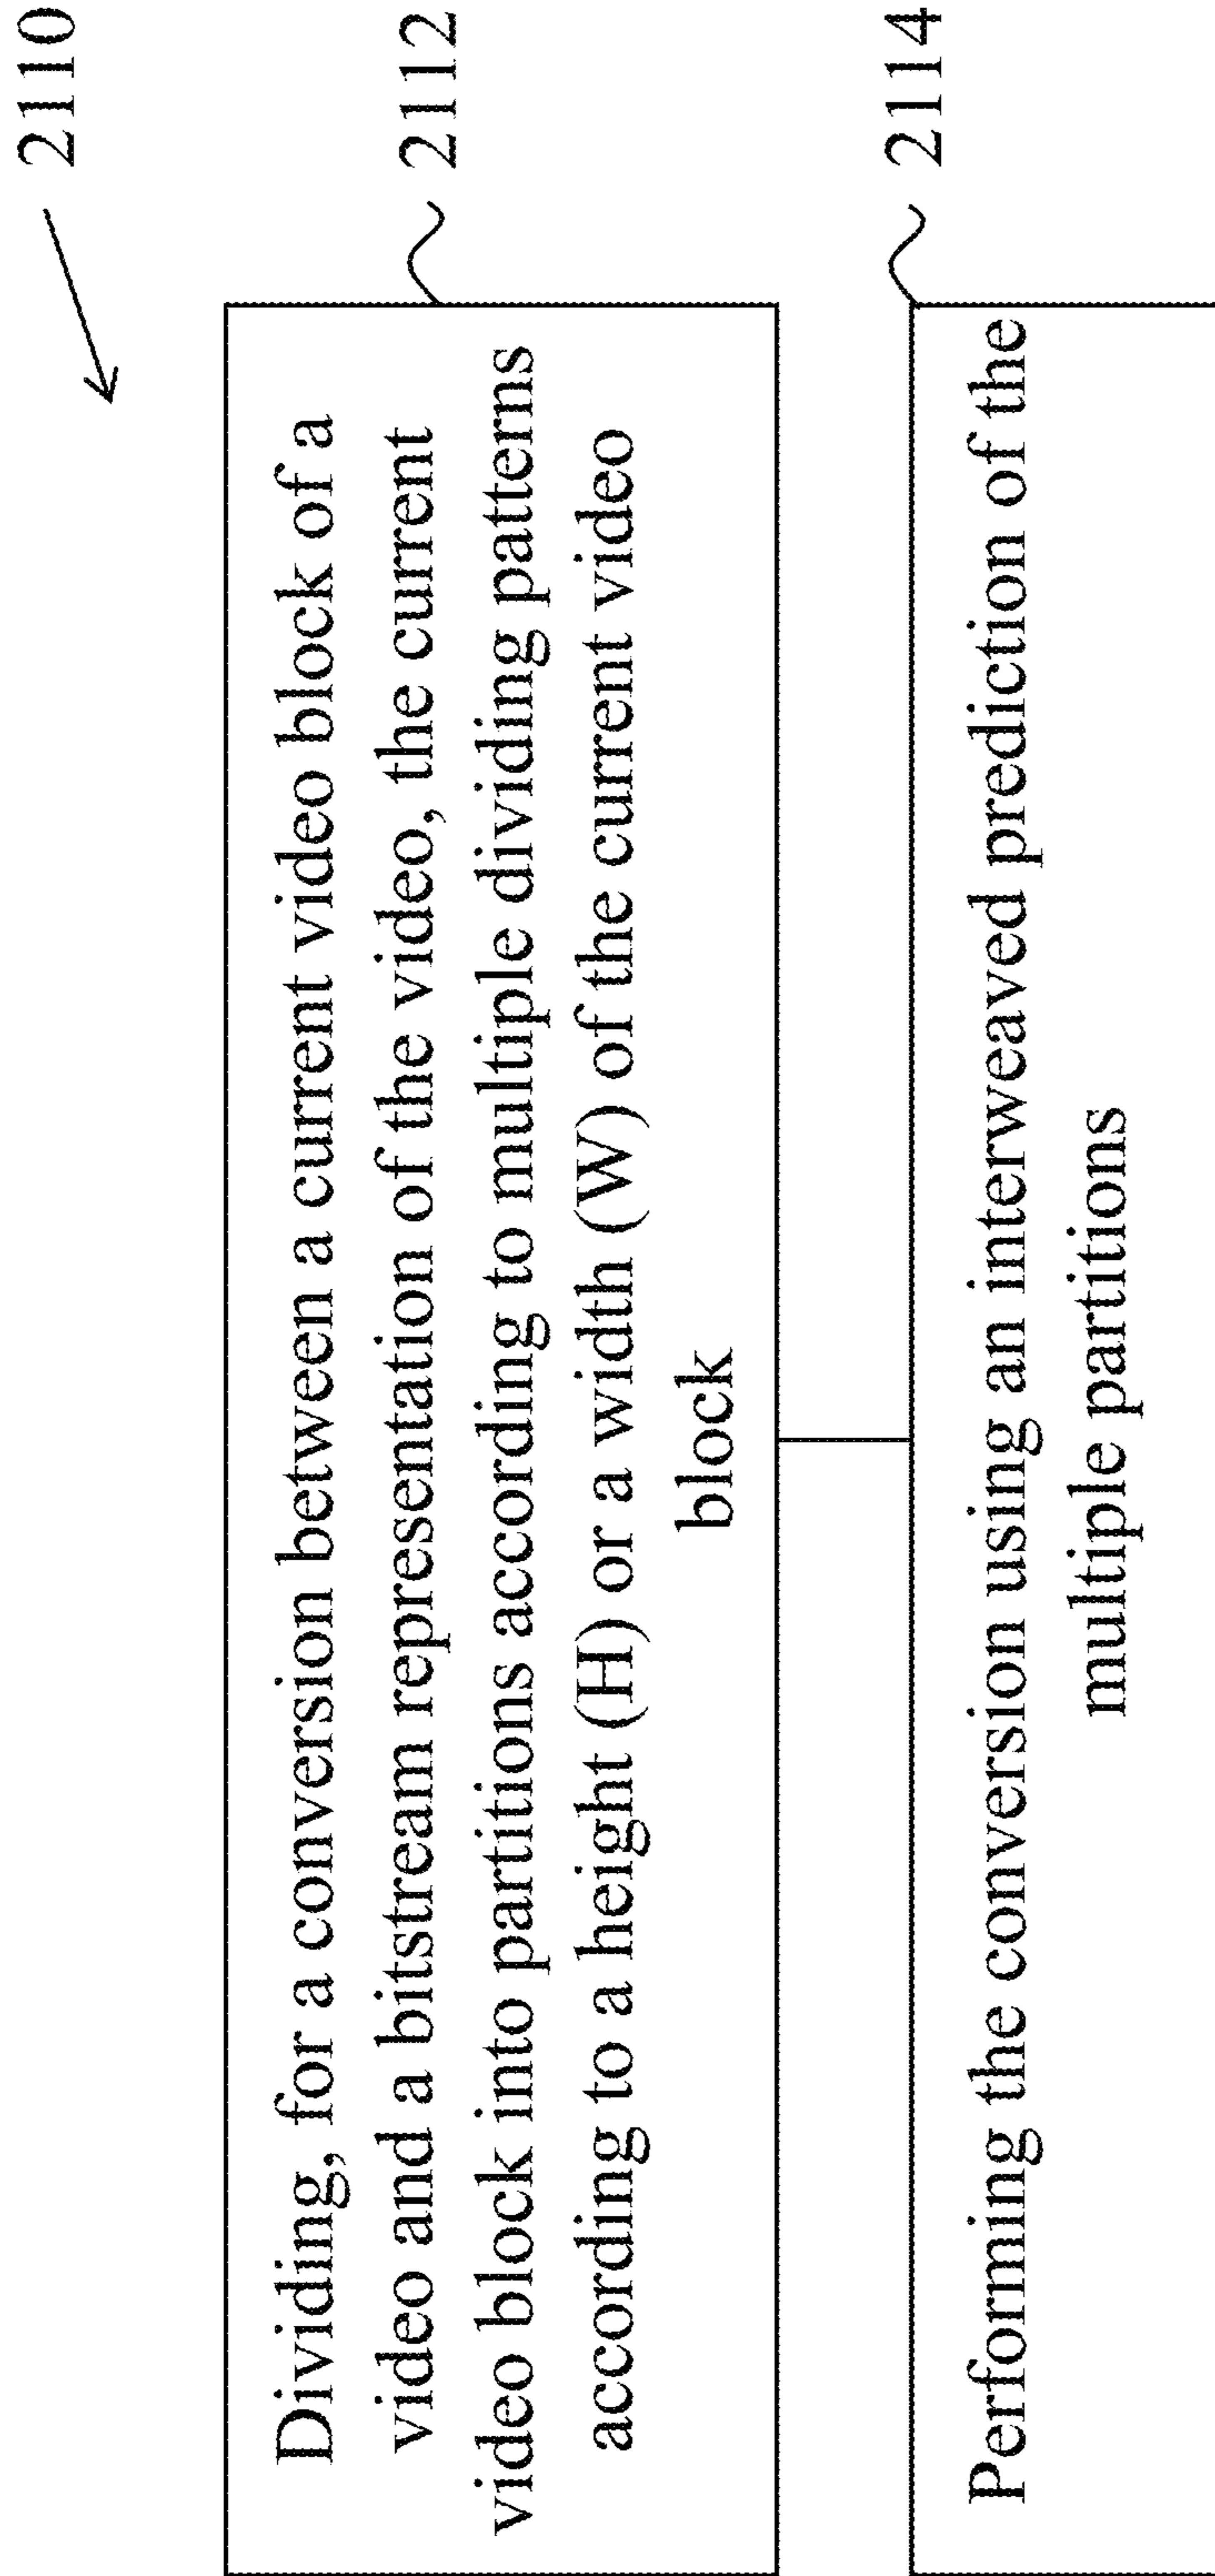 2110
Dividing, for a conversion between a current video block of a
video and a bitstream representation of the video, the current
video block into partitions according to multiple dividing patterns
according to a height (H) or a width (W) of the current video
block
2112
Performing the conversion using an interweaved prediction of the
multiple partitions
2114